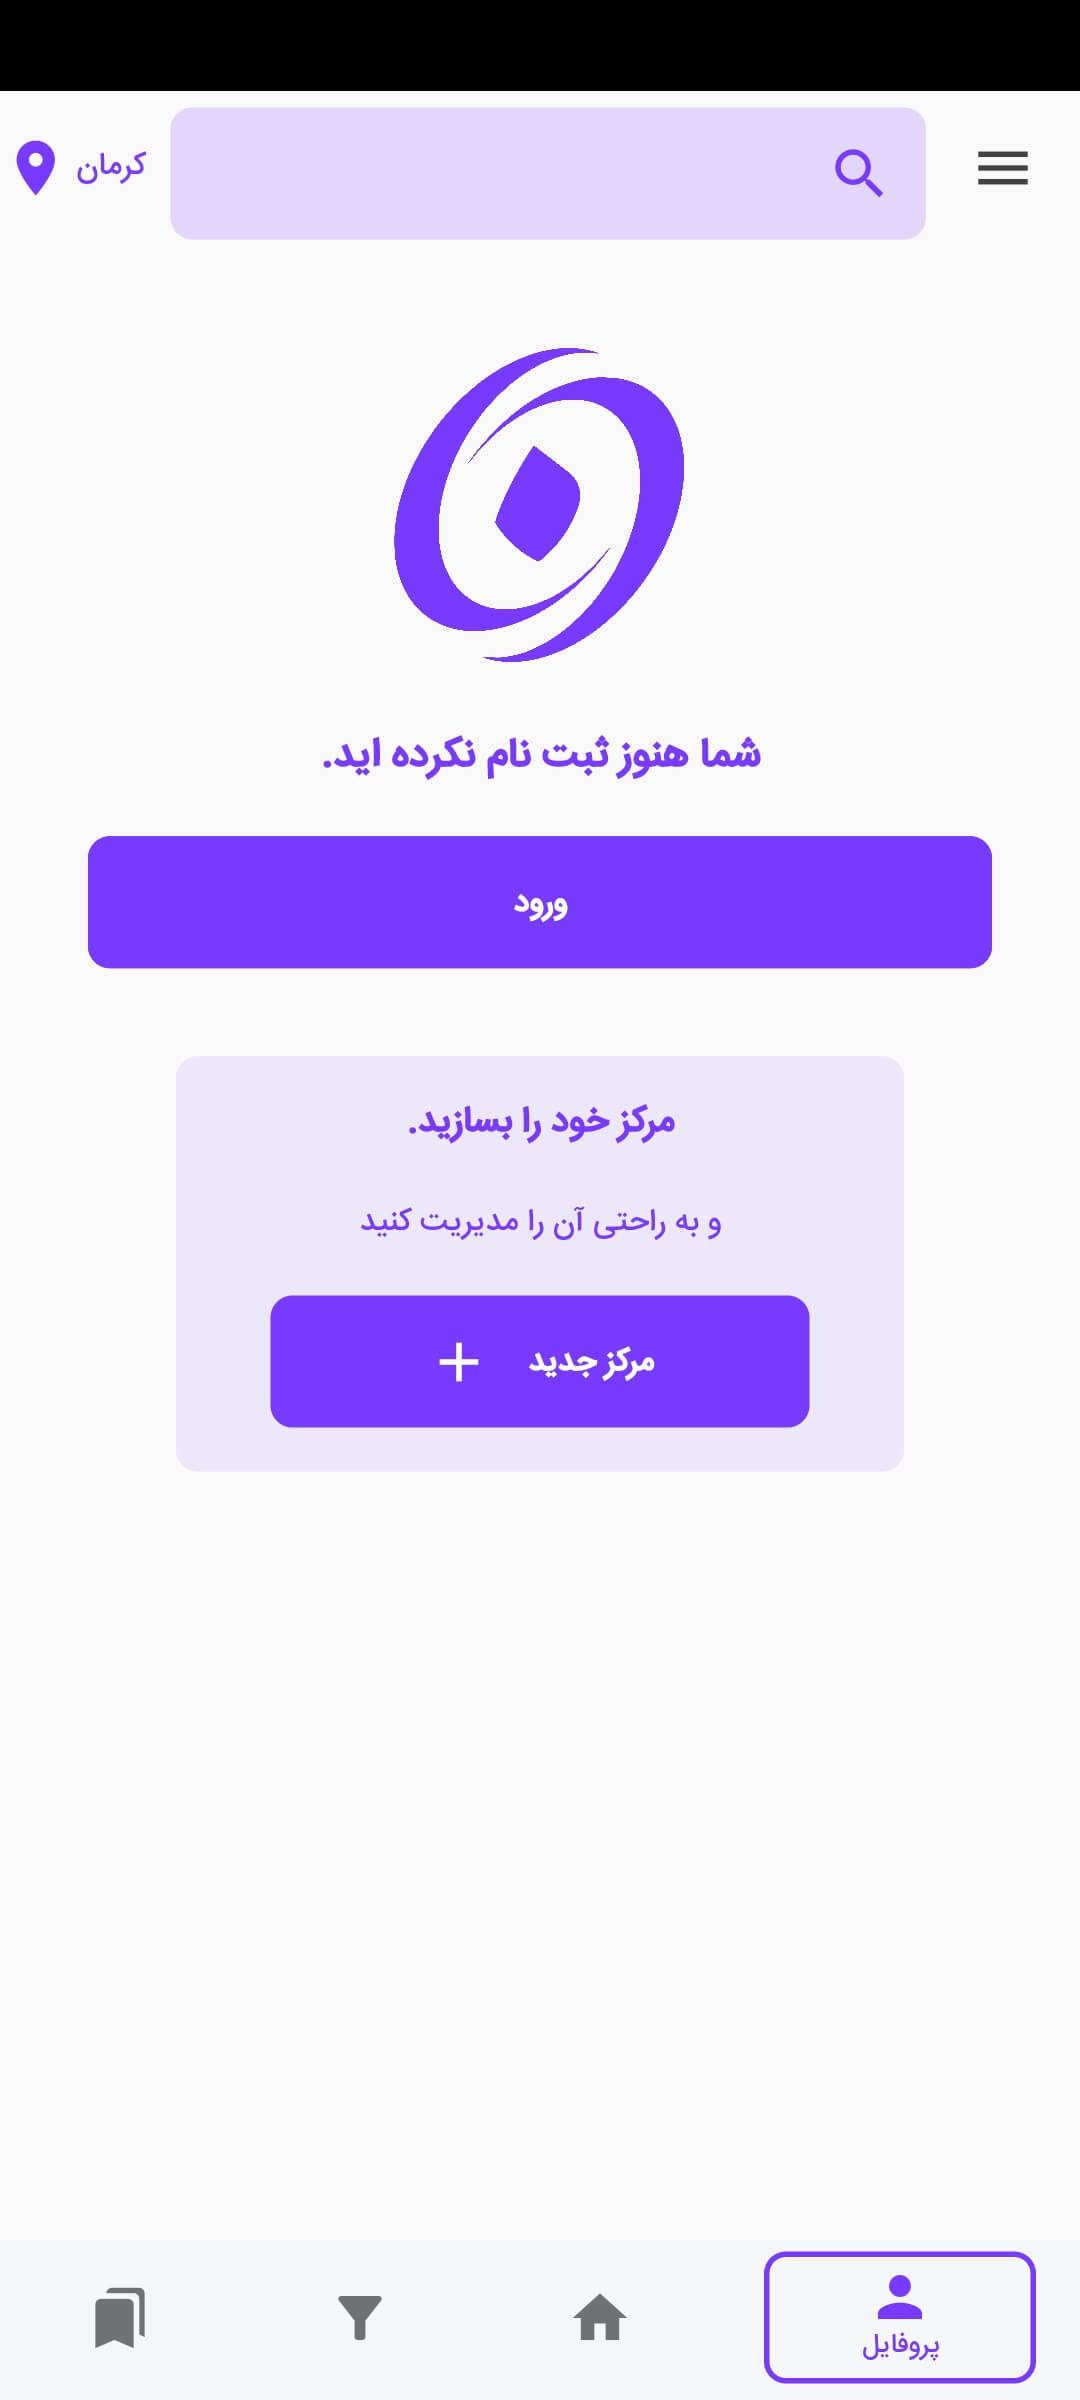 کرمان
شما هنوز ثبت نام نکرده اید.
ورود
مرکز خود را بسازید.
و به راحتی آن را مدیریت کنید
مرکز جدید
پروفایل